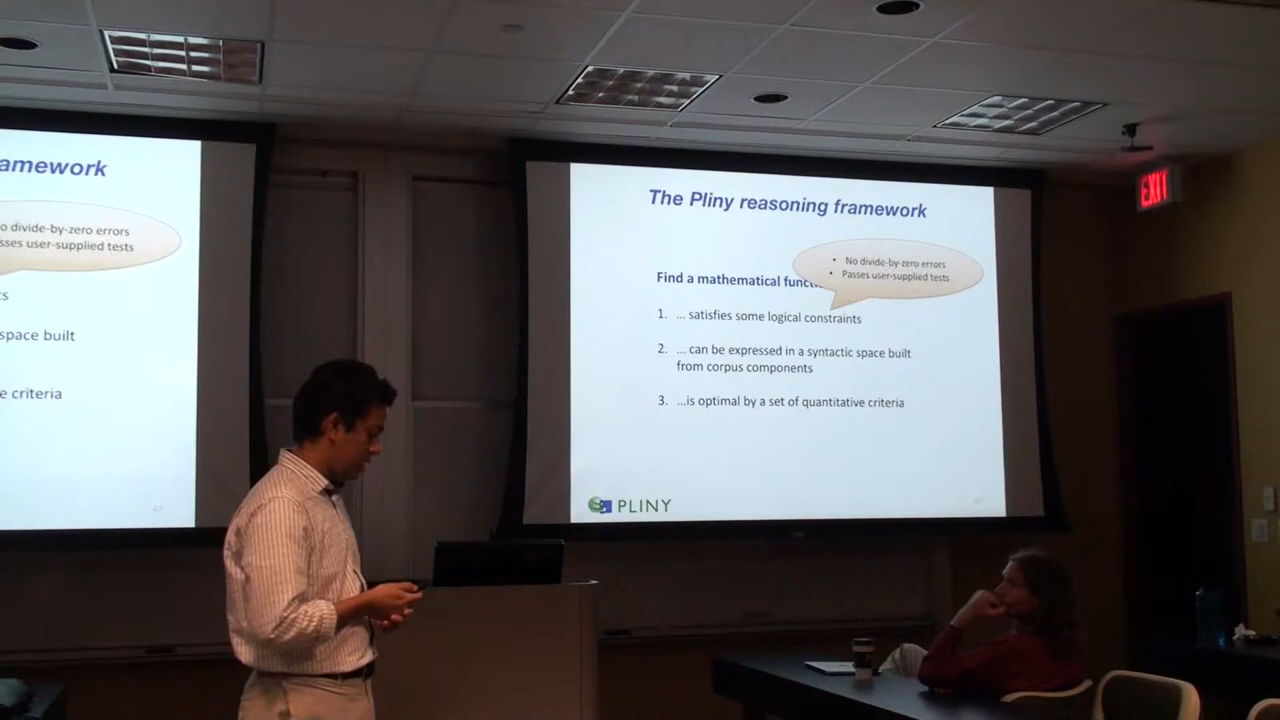 amework
o divide-by-zero errors
sses user-supplied tests
ts
space built
e criteria
The Pliny reasoning framework
• No divide-by-zero errors
• Passes user-supplied tests
Find a mathematical functi
1. ... satisfies some logical constraints
2. ... can be expressed in a syntactic space built
from corpus components
3. ...is optimal by a set of quantitative criteria
PLINY
EXIT